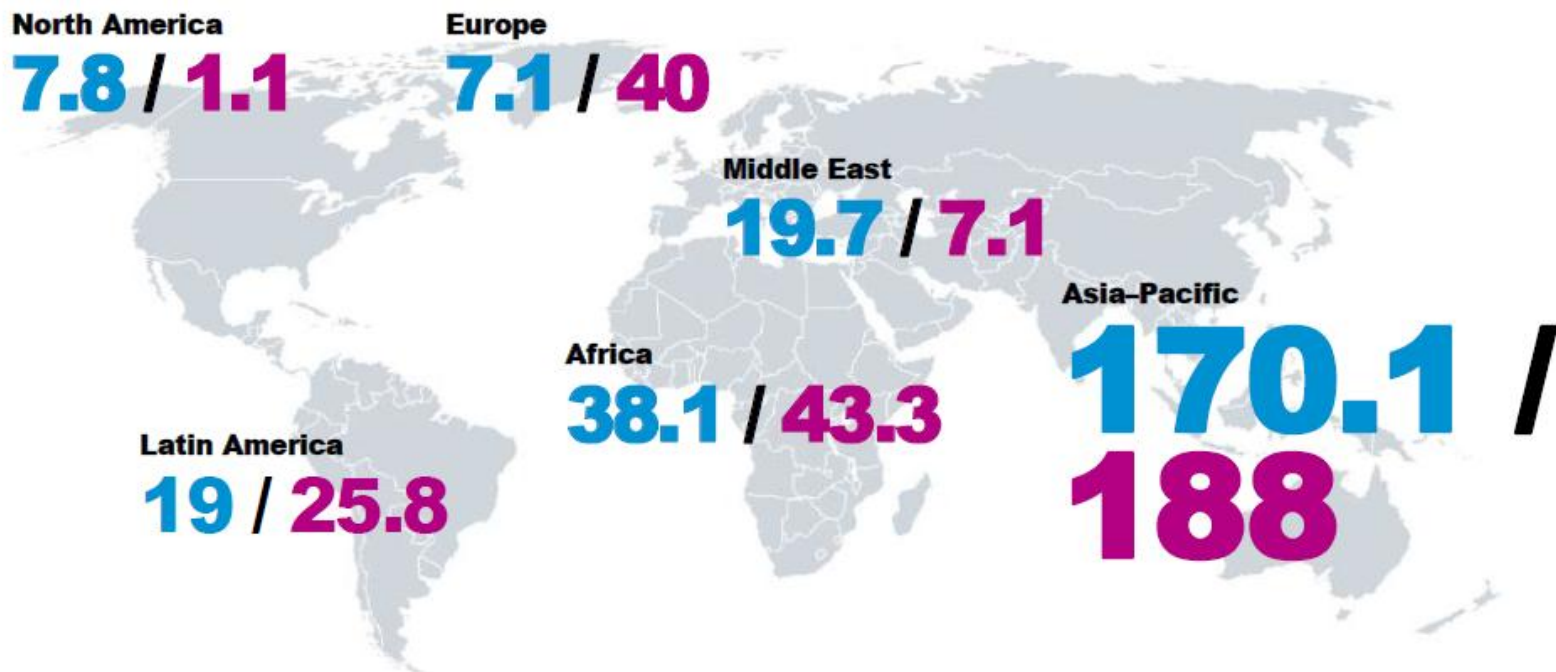 North America
7.8 / 1.1
Europe
7.1 / 40
Middle East
19.7 / 7.1
Asia–Pacific
170.1 /
188
Africa
38.1 / 43.3
Latin America
19 / 25.8